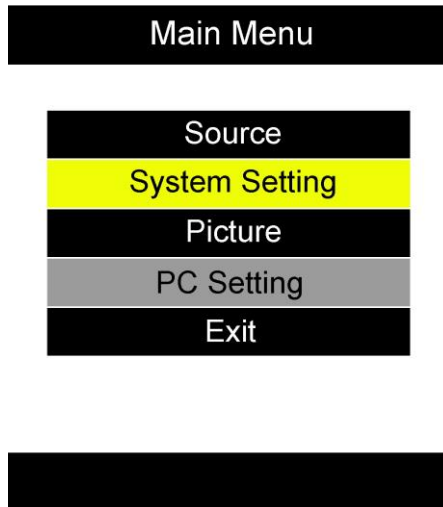 Main Menu
Source
System Setting
Picture
PC Setting
Exit